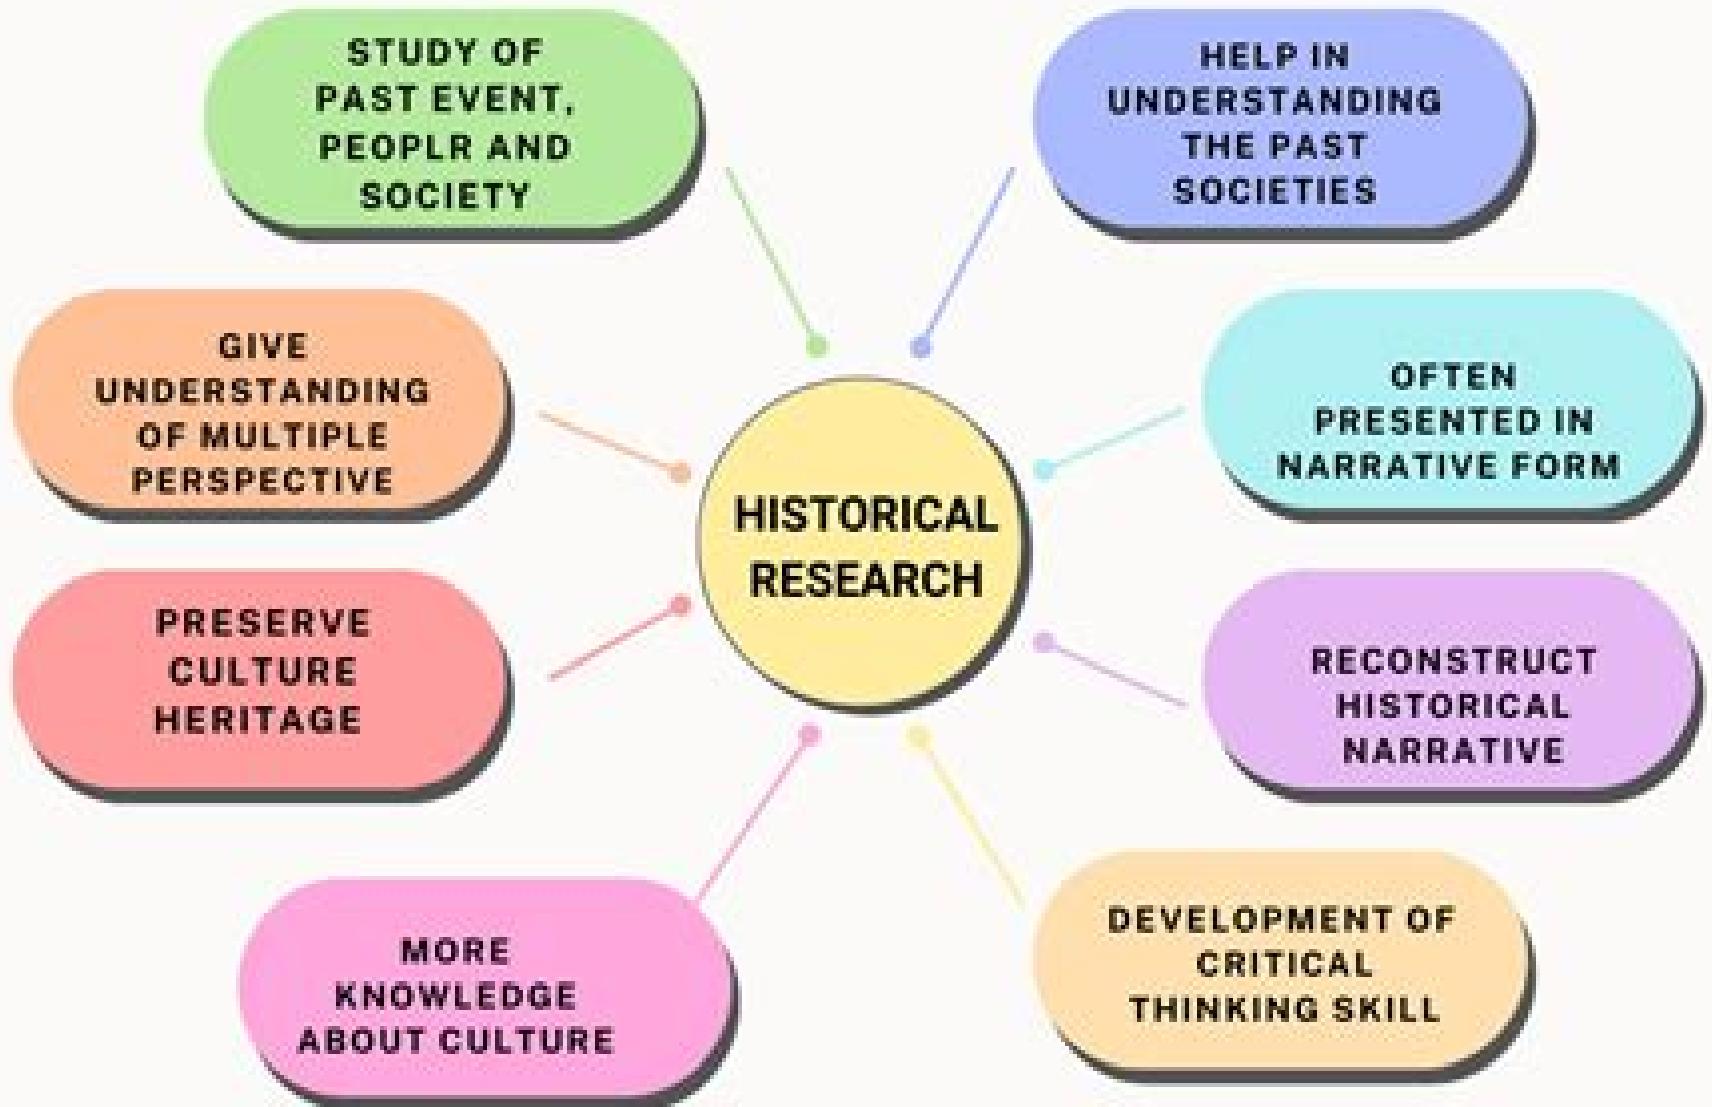 STUDY OF
PAST EVENT,
PEOPLR AND
SOCIETY
HELP IN
UNDERSTANDING
THE PAST
SOCIETIES
GIVE
UNDERSTANDING
OF MULTIPLE
PERSPECTIVE
OFTEN
PRESENTED IN
NARRATIVE FORM
HISTORICAL
RESEARCH
PRESERVE
CULTURE
HERITAGE
RECONSTRUCT
HISTORICAL
NARRATIVE
MORE
KNOWLEDGE
ABOUT CULTURE
DEVELOPMENT OF
CRITICAL
THINKING SKILL